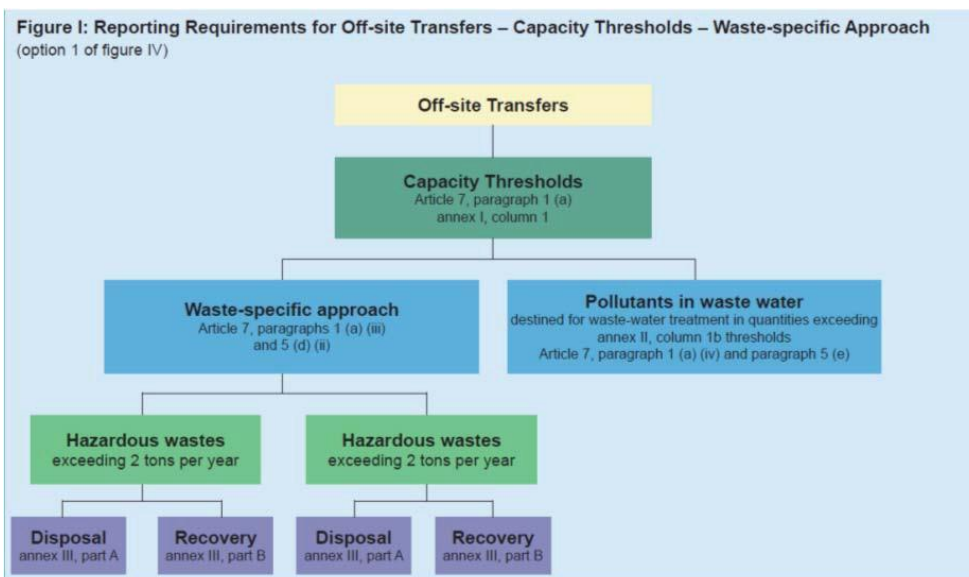 Figure I: Reporting Requirements for Off-site Transfers – Capacity Thresholds – Waste-specific Approach
(option 1 of figure IV)
Off-site Transfers
Capacity Thresholds
Article 7, paragraph 1 (a)
annex I, column 1
Waste-specific approach
Article 7, paragraphs 1 (a) (iii)
and 5 (d) (ii)
Pollutants in waste water
destined for waste-water treatment in quantities exceeding
annex II, column 1b thresholds
Article 7, paragraph 1 (a) (iv) and paragraph 5 (e)
Hazardous wastes
exceeding 2 tons per year
Hazardous wastes
exceeding 2 tons per year
Disposal
annex III, part A
Recovery
annex III, part B
Disposal
annex III, part A
Recovery
annex III, part B